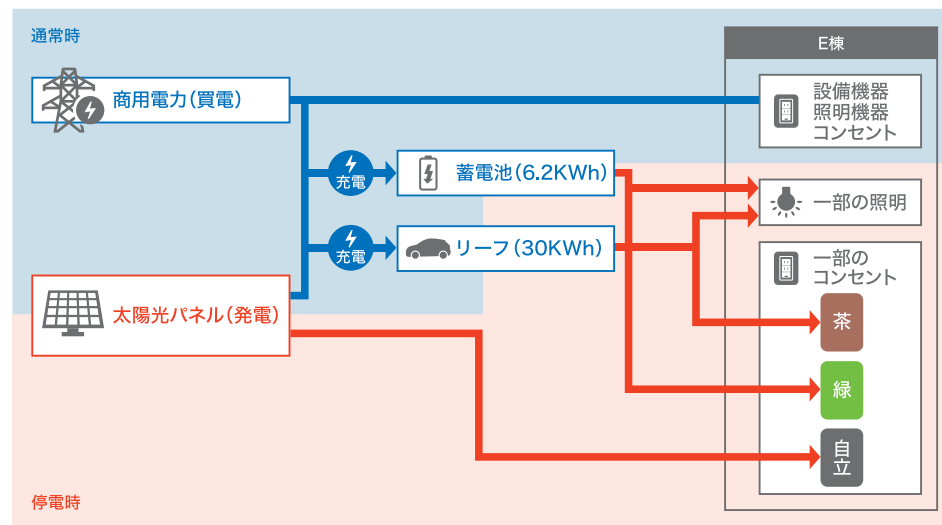 通常時
E棟
商用電力(買電)
設備機器
照明機器
コンセント
充電
蓄電池(6.2KWh)
一部の照明
充電
リーフ(30KWh)
一部の
コンセント
太陽光パネル(発電)
茶
緑
自立
停電時